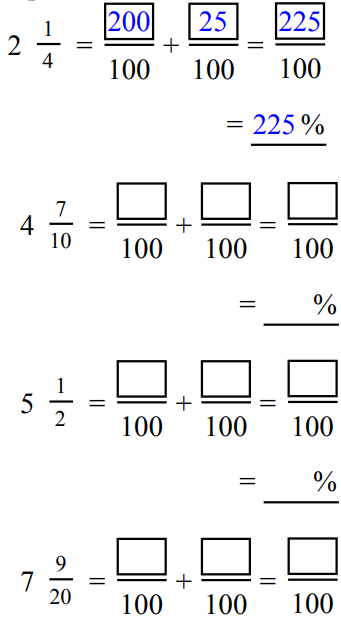 2 1/4 = 200/100 + 25/100 = 225/100
= 225 %
4 7/10 = /100 + /100 = /100
= %
5 1/2 = /100 + /100 = /100
= %
7 9/20 = /100 + /100 = /100